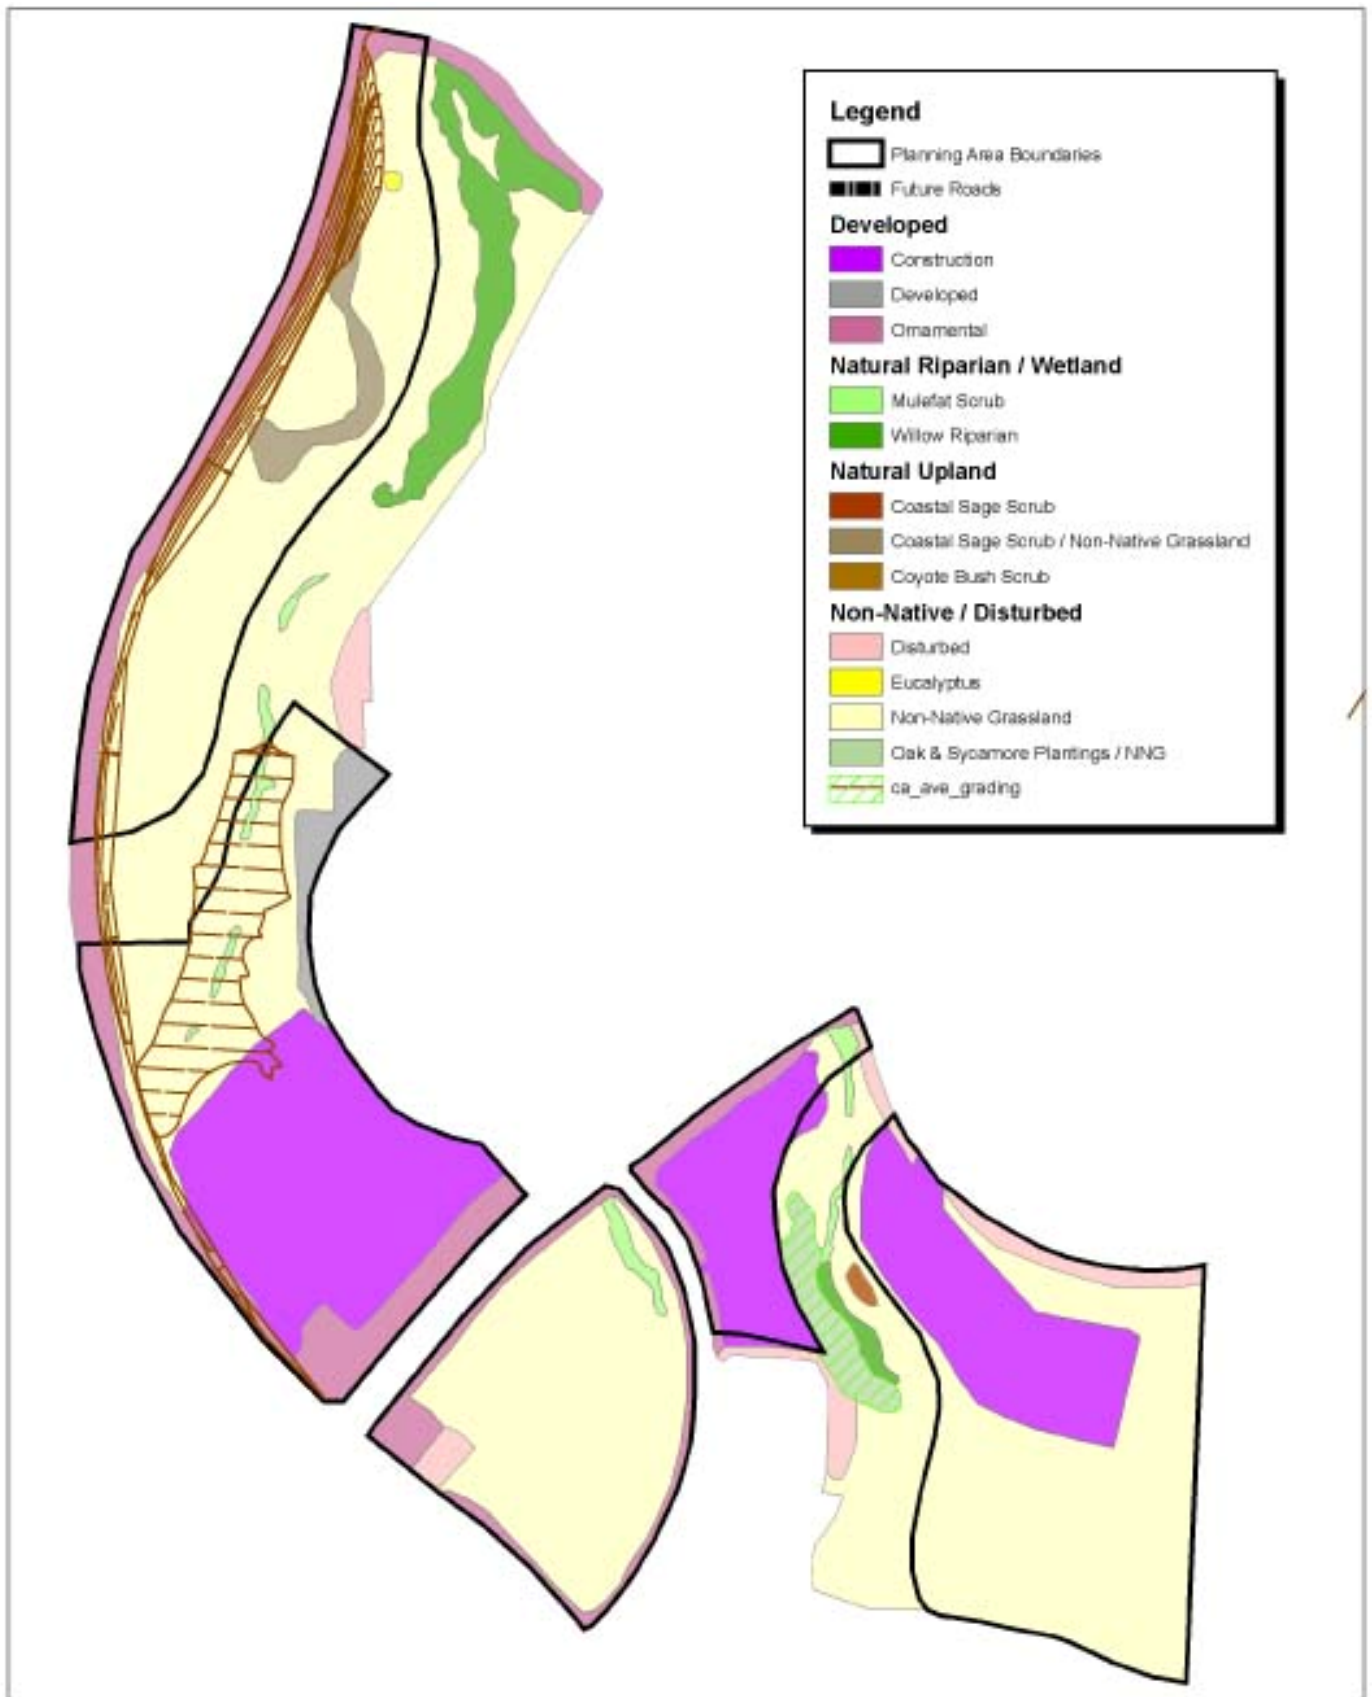 Legend
Planning Area Boundaries
Future Roads
Developed
Construction
Developed
Ornamental
Natural Riparian / Wetland
Mulefat Scrub
Willow Riparian
Natural Upland
Coastal Sage Scrub
Coastal Sage Scrub / Non-Native Grassland
Coyote Bush Scrub
Non-Native / Disturbed
Disturbed
Eucalyptus
Non-Native Grassland
Oak & Sycamore Plantings / NNG
ca_ave_grading